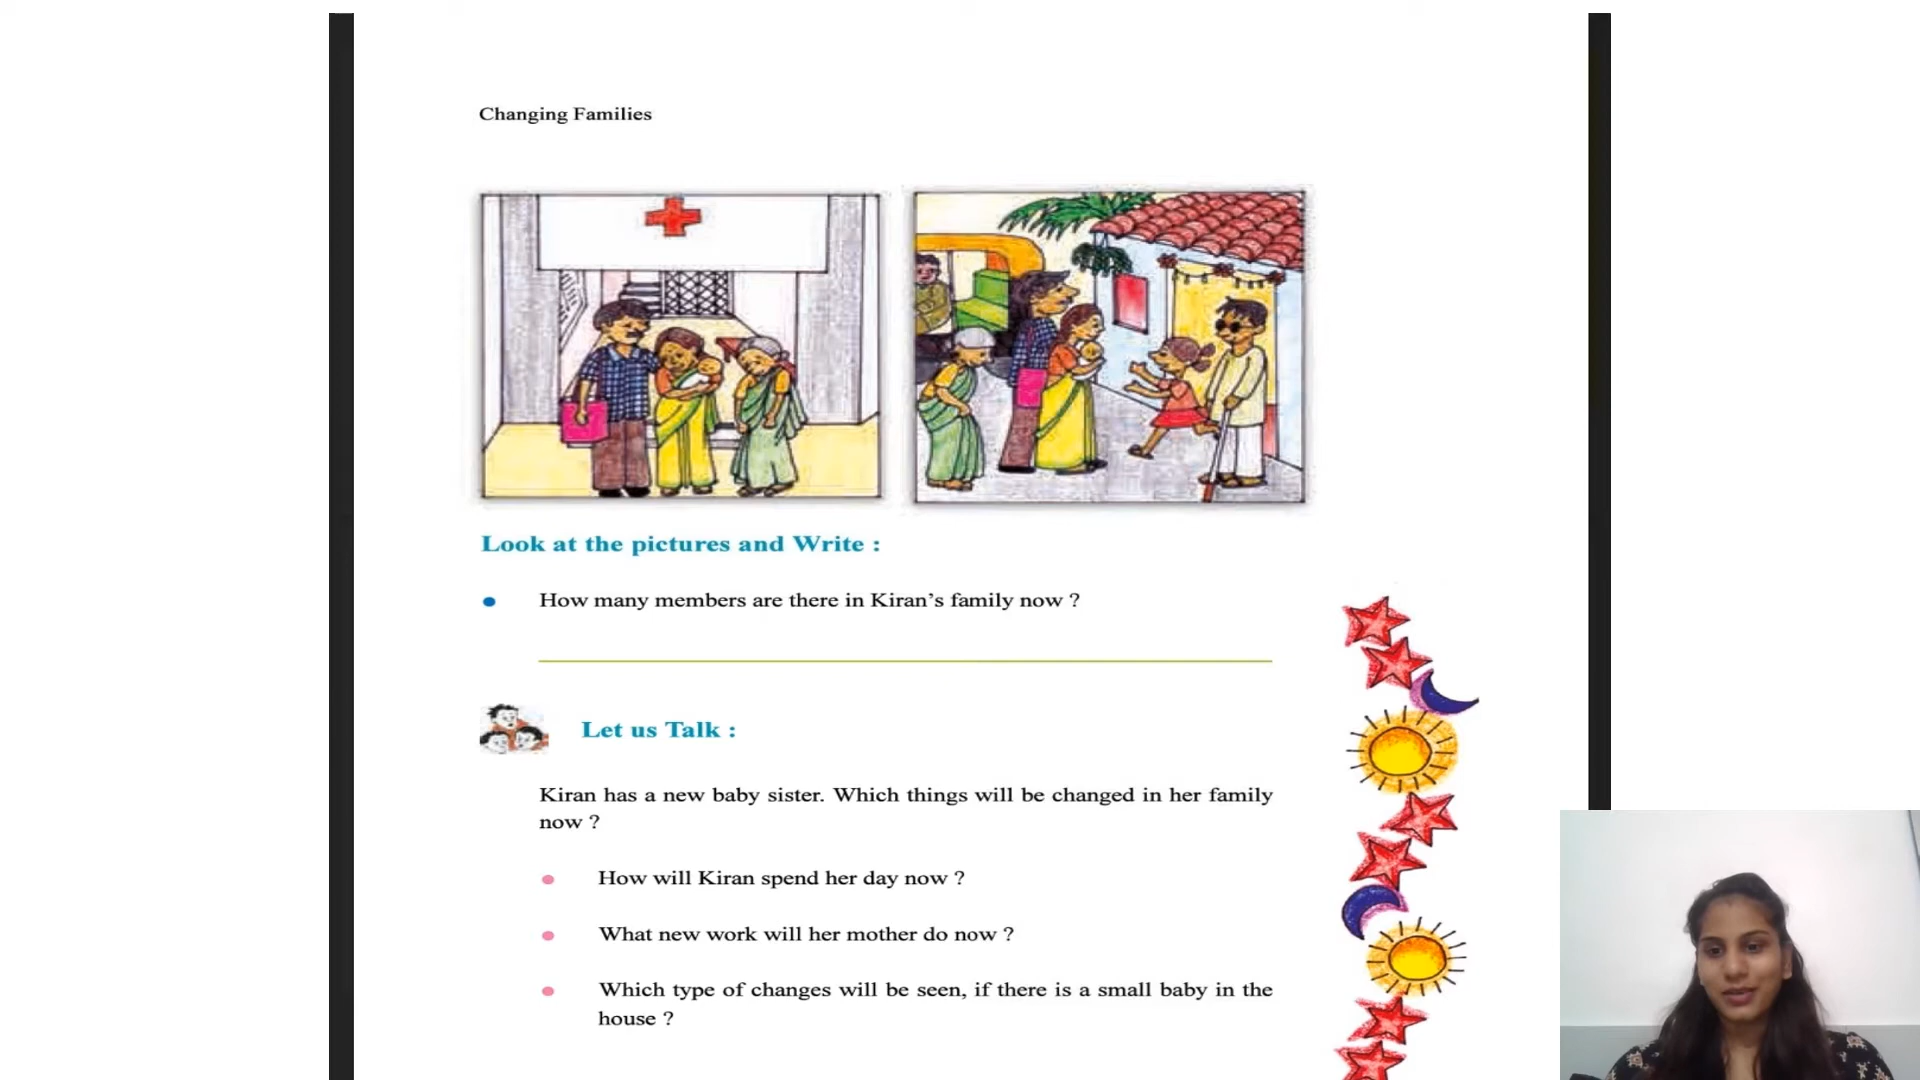 Changing Families
Look at the pictures and Write :
How many members are there in Kiran's family now ?
Let us Talk :
Kiran has a new baby sister. Which things will be changed in her family
now ?
How will Kiran spend her day now ?
What new work will her mother do now ?
Which type of changes will be seen, if there is a small baby in the
house ?